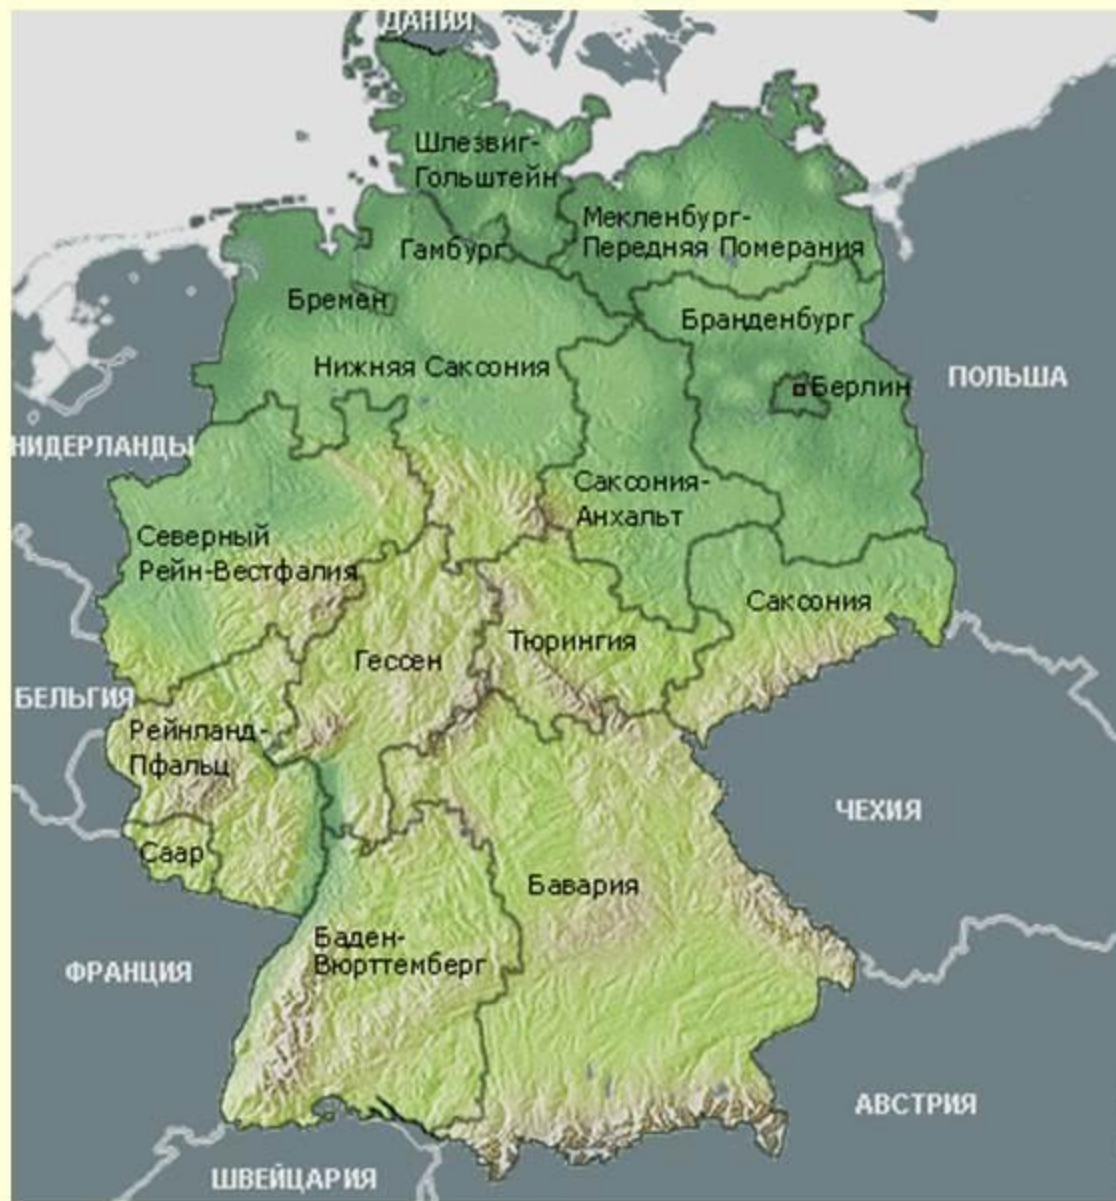 ДАНИЯ
Шлезвиг-
Гольштейн
Мекленбург-
Передняя Померания
Гамбург
Бремен
Бранденбург
Нижняя Саксония
Берлин
ПОЛЬША
НИДЕРЛАНДЫ
Саксония-
Анхальт
Северный
Рейн-Вестфалия
Саксония
Тюрингия
Гессен
БЕЛЬГИЯ
Рейнланд-
Пфальц
ЧЕХИЯ
Саар
Бавария
Баден-
Вюрттемберг
ФРАНЦИЯ
АВСТРИЯ
ШВЕЙЦАРИЯ